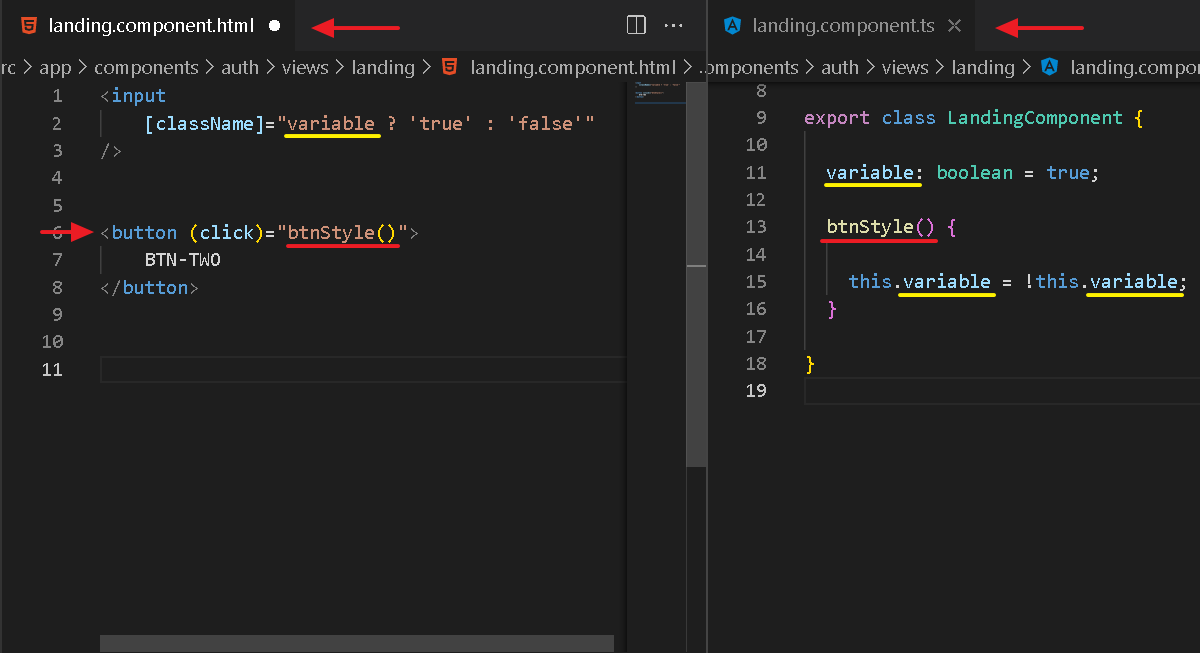 landing.component.html
rc > app > components > auth > views > landing > landing.component.html > ..
1 <input
2 [className]="variable ? 'true' : 'false'"
3 />
4
5
6 <button (click)="btnStyle()">
7 BTN-TWO
8 </button>
9
10
11
landing.component.ts
omponents > auth > views > landing > landing.compor
8
9 export class LandingComponent {
10
11 variable: boolean = true;
12
13 btnStyle() {
14
15 this.variable = !this.variable;
16 }
17
18 }
19